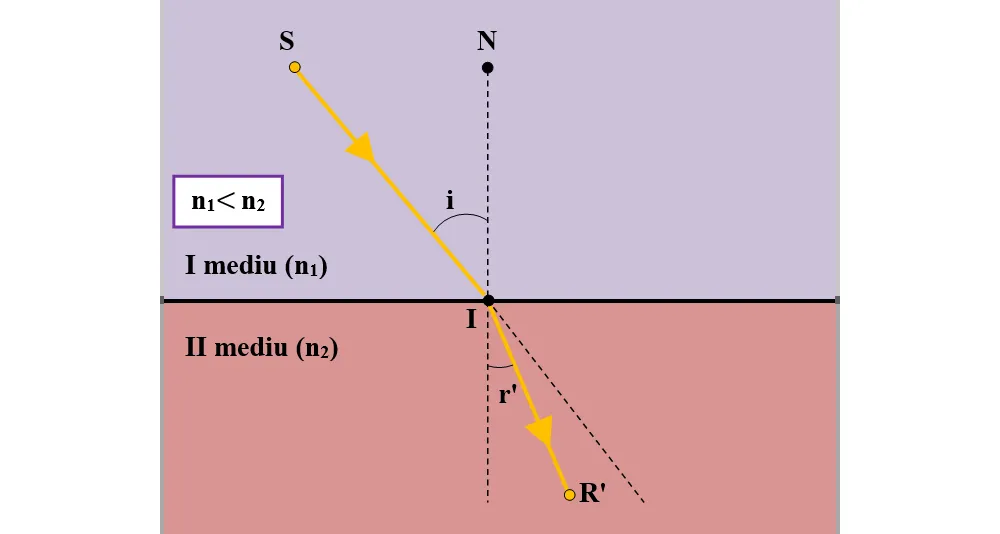 S
N
n₁< n₂
i
I mediu (n₁)
I
II mediu (n₂)
r'
R'